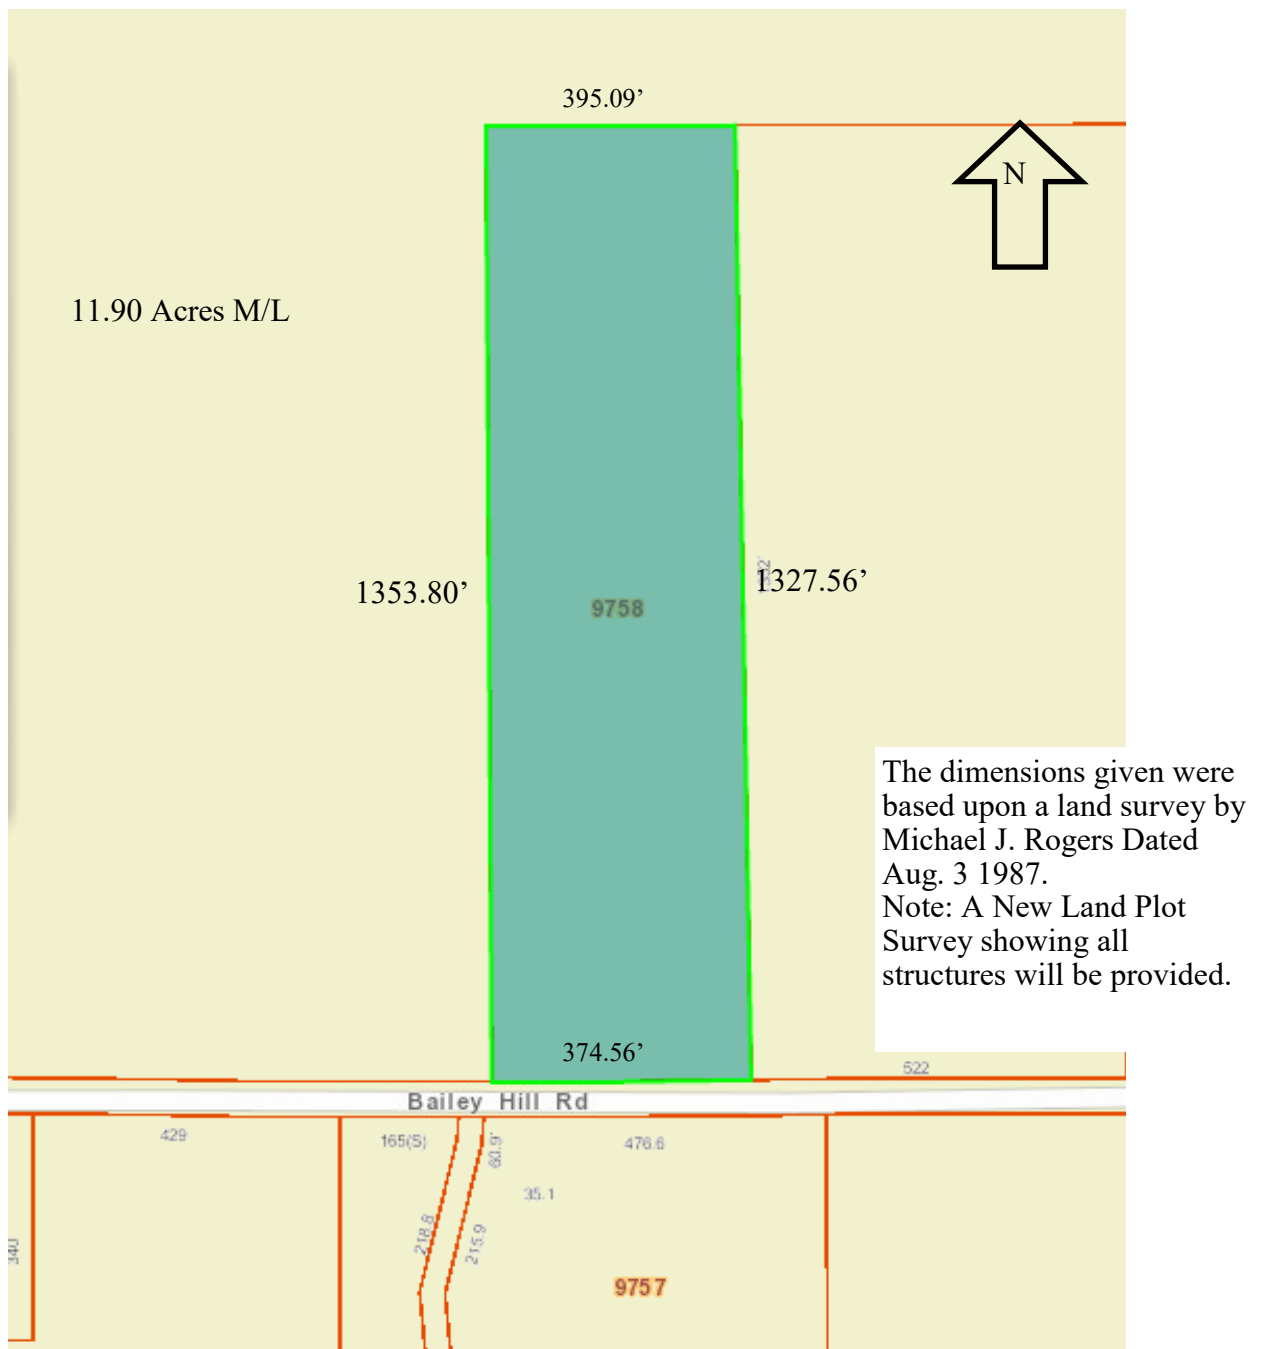 395.09’
N
11.90 Acres M/L
1353.80’
1327.56’
9758
The dimensions given were
based upon a land survey by
Michael J. Rogers Dated
Aug. 3 1987.
Note: A New Land Plot
Survey showing all
structures will be provided.
374.56’
522
Bailey Hill Rd
429
165(S)
60.9'
476.6
35.1
218.8
215.9
340
9757